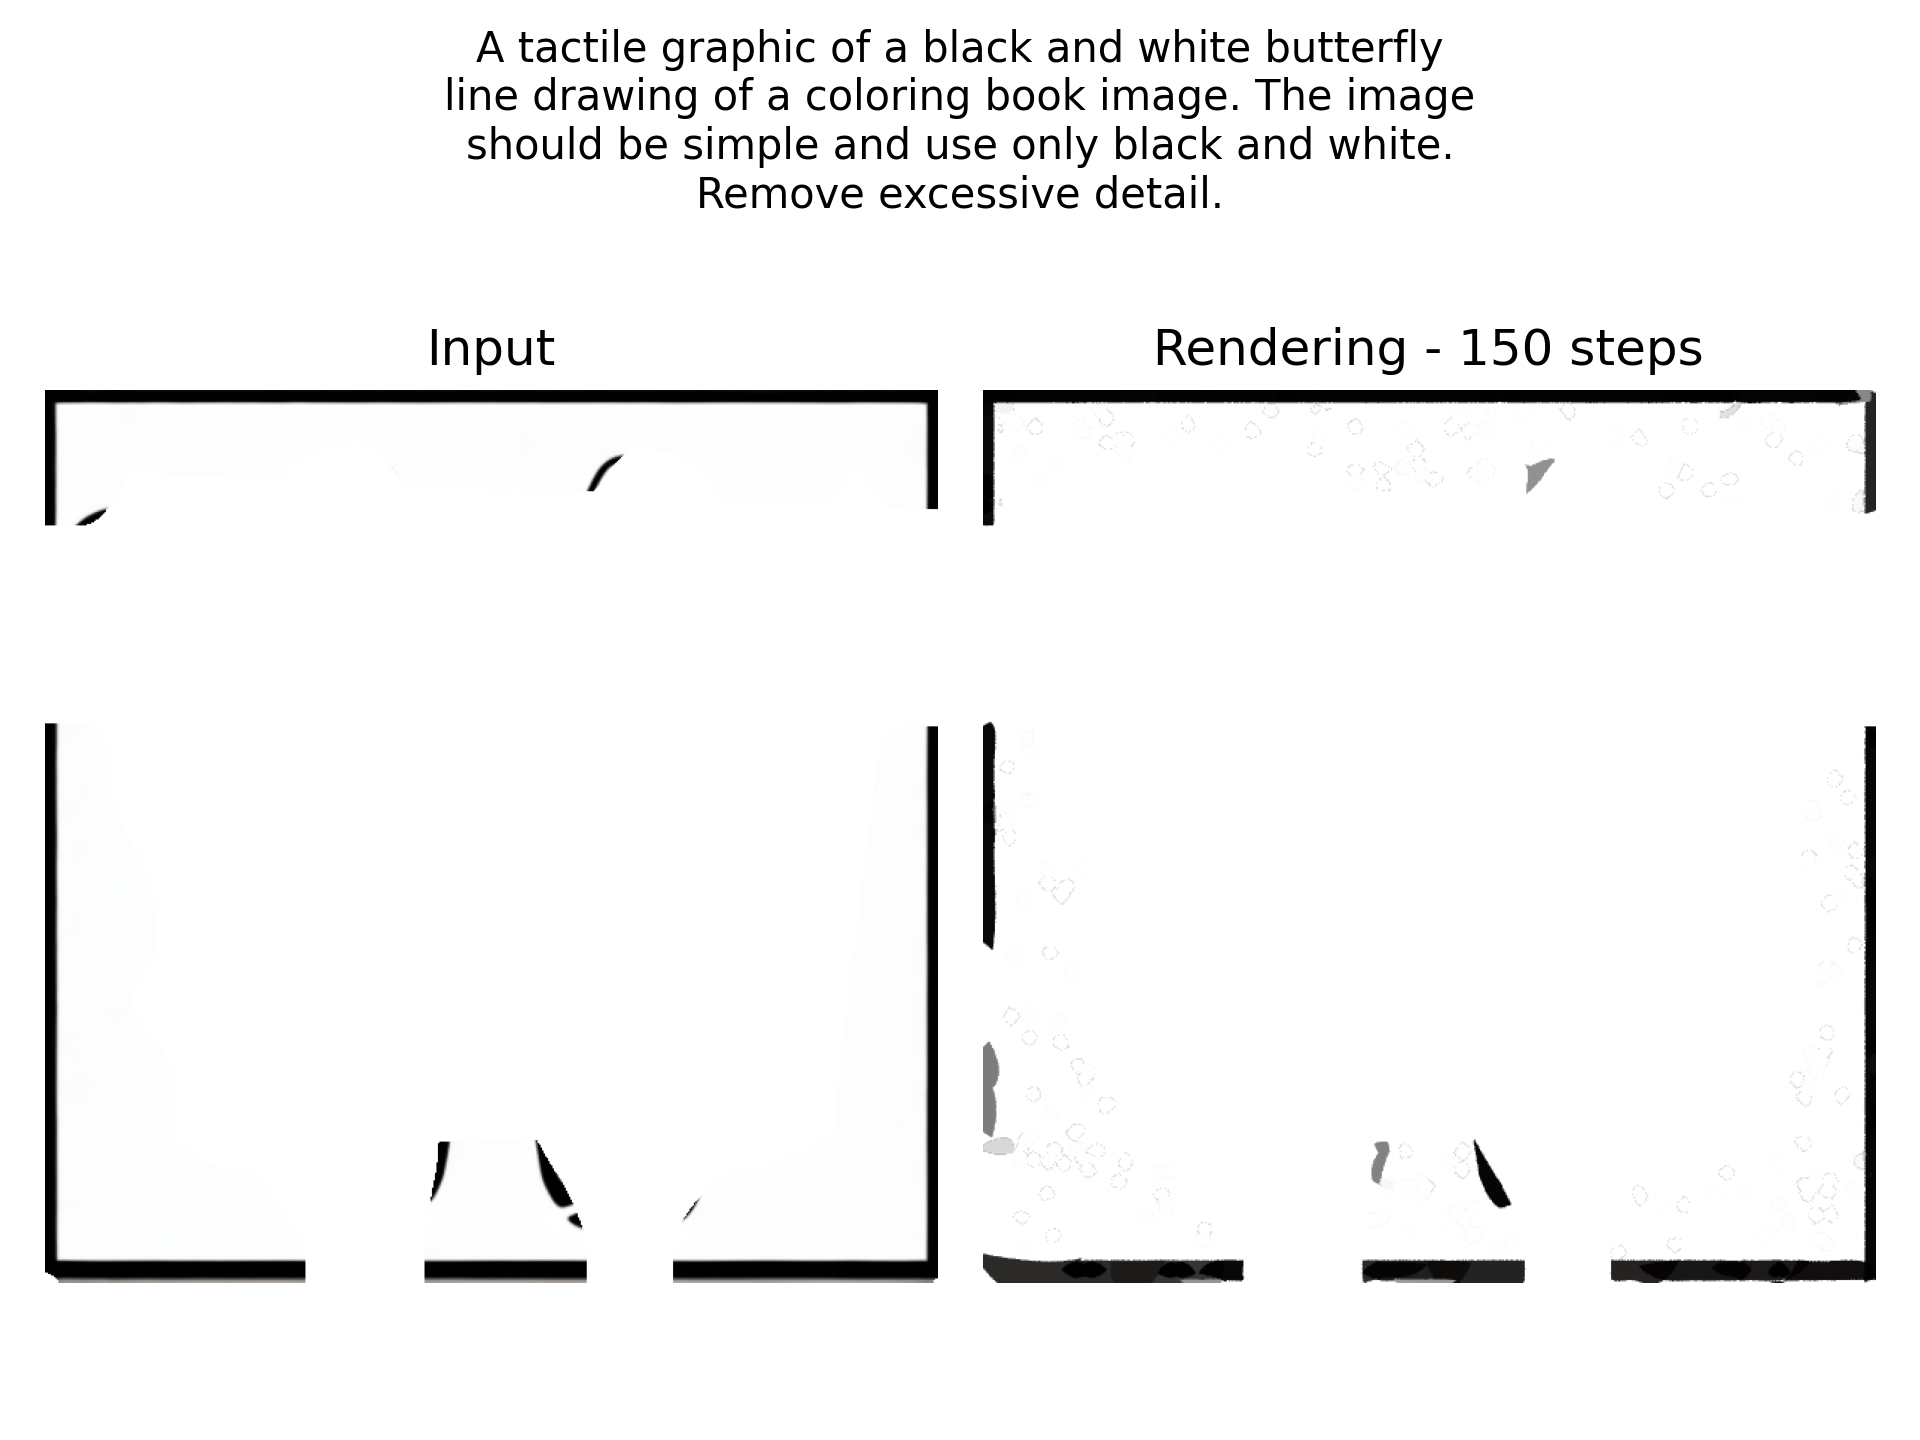 A tactile graphic of a black and white butterfly
line drawing of a coloring book image. The image
should be simple and use only black and white.
Remove excessive detail.
Input
Rendering - 150 steps